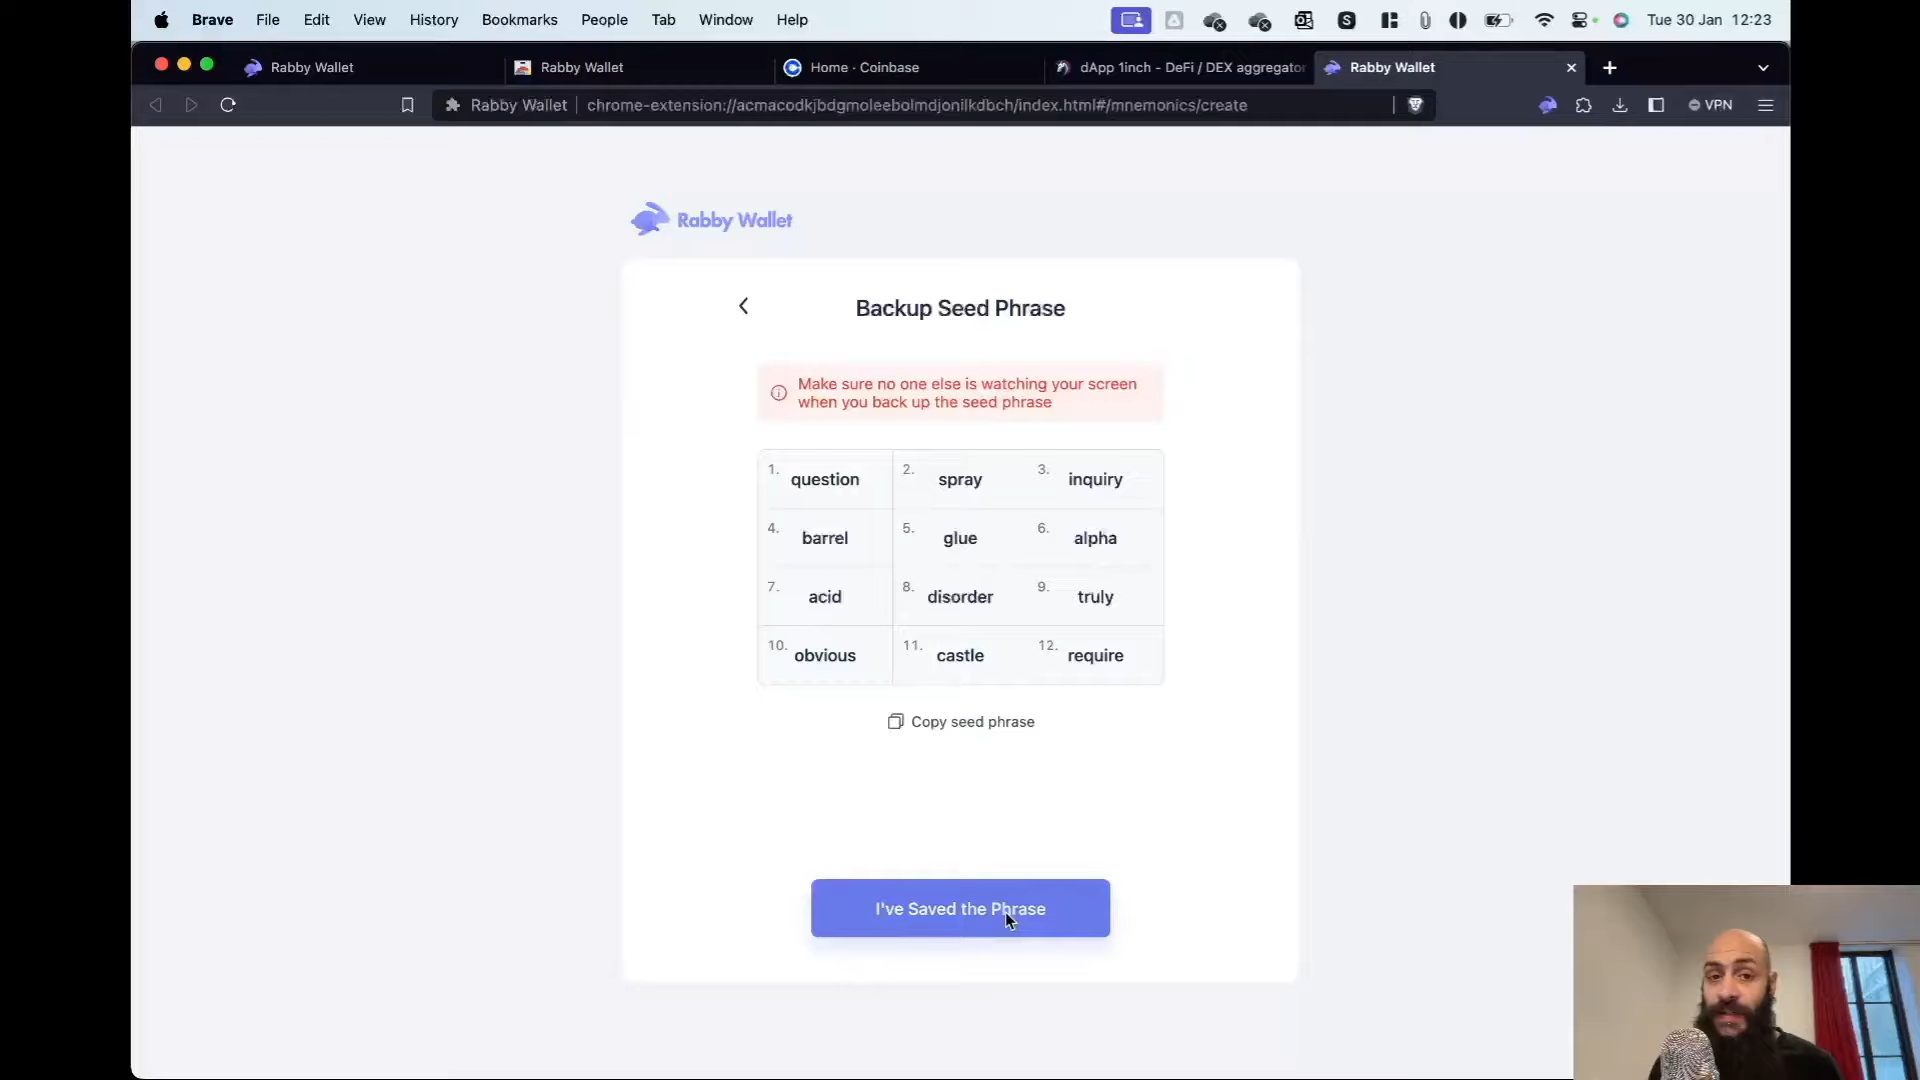 Brave File Edit View History Bookmarks People Tab Window Help Tue 30 Jan 12:23
Rabby Wallet
Rabby Wallet
Home · Coinbase
dApp 1inch - DeFi / DEX aggregator
Rabby Wallet
Rabby Wallet chrome-extension://acmacodkjbdgmoleebolmdjonilkdbch/index.html#/mnemonics/create VPN
Rabby Wallet
Backup Seed Phrase
Make sure no one else is watching your screen
when you back up the seed phrase
1. question 2. spray 3. inquiry
4. barrel 5. glue 6. alpha
7. acid 8. disorder 9. truly
10. obvious 11. castle 12. require
Copy seed phrase
I've Saved the Phrase